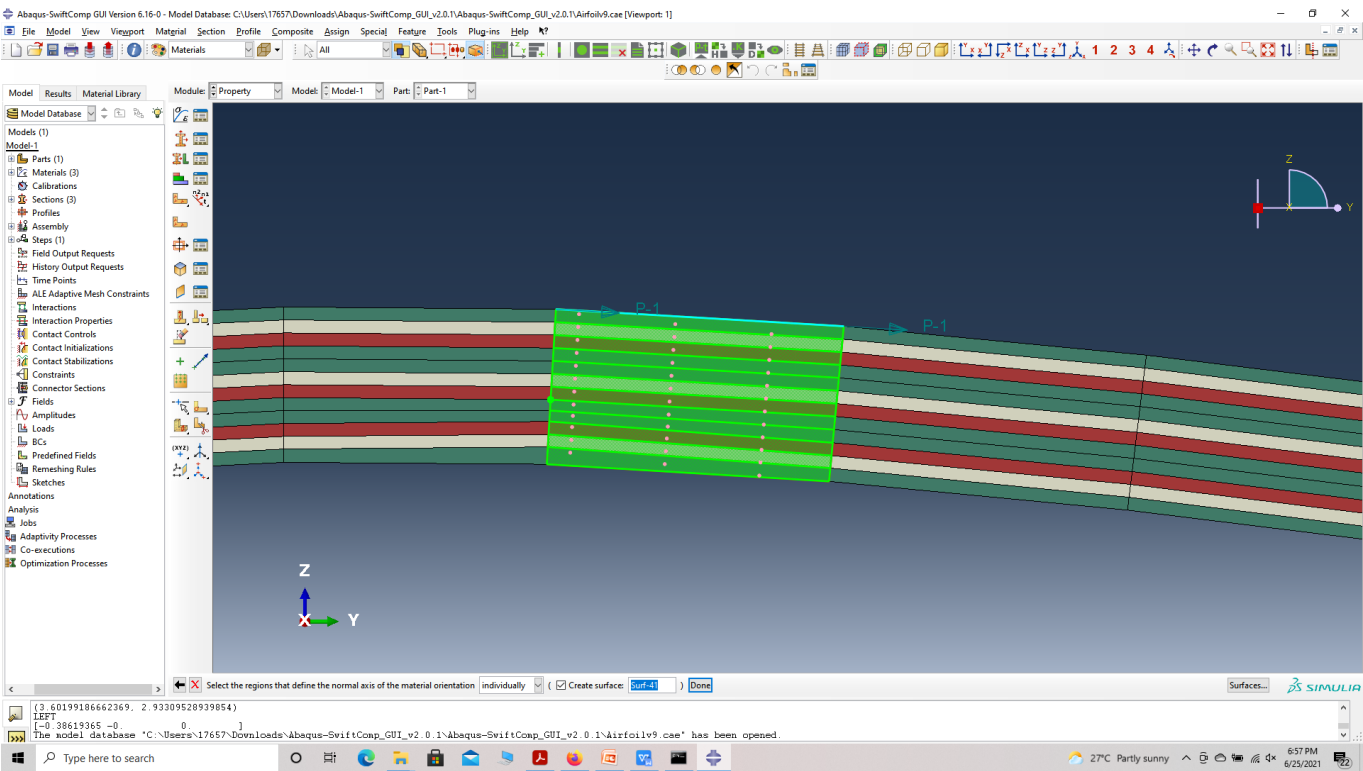 Abaqus-SwiftComp GUI Version 6.16-0 - Model Database: C:\Users\17657\Downloads\Abaqus-SwiftComp_GUI_v2.0.1\Abaqus-SwiftComp_GUI_v2.0.1\Airfoilv9.cae [Viewport: 1]
File Model View Viewport Material Section Profile Composite Assign Special Feature Tools Plug-ins Help
Materials All 1 2 3 4
Model Results Material Library Module: Property Model: Model-1 Part: Part-1
Model Database
Models (1)
Model-1
Parts (1)
Materials (3)
Calibrations
Sections (3)
Profiles
Assembly
Steps (1)
Field Output Requests
History Output Requests
Time Points
ALE Adaptive Mesh Constraints
Interactions
Interaction Properties
Contact Controls
Contact Initializations
Contact Stabilizations
Constraints
Connector Sections
Fields
Amplitudes
Loads
BCs
Predefined Fields
Remeshing Rules
Sketches
Annotations
Analysis
Jobs
Adaptivity Processes
Co-executions
Optimization Processes
Z
X Y
P-1
P-1
Z
X Y
Select the regions that define the normal axis of the material orientation individually ( Create surface: Surf-41 ) Done Surfaces... SIMULIA
(3.60199186662369, 2.93309528939854)
LEFT
[-0.38619365 -0. 0. ]
The model database "C:\Users\17657\Downloads\Abaqus-SwiftComp_GUI_v2.0.1\Abaqus-SwiftComp_GUI_v2.0.1\Airfoilv9.cae" has been opened.
Type here to search 27°C Partly sunny 6:57 PM
6/25/2021 22